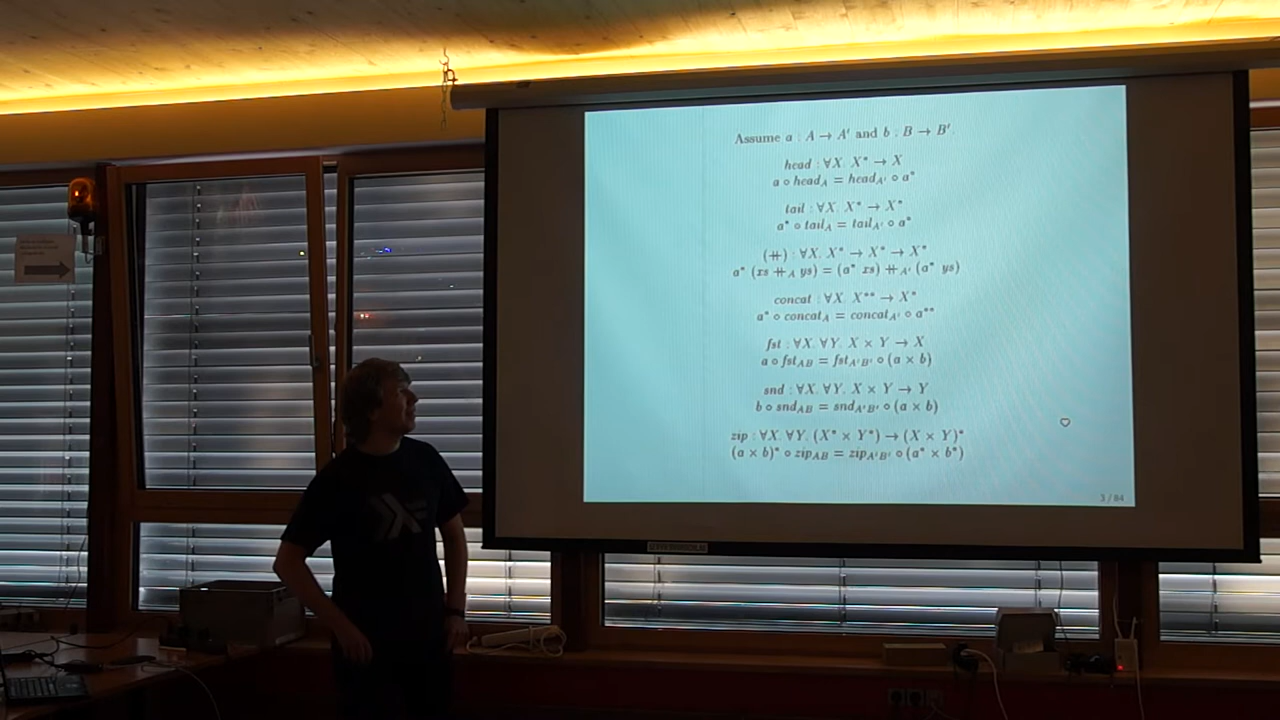 Assume a : A → A′ and b : B → B′.
head : ∀X. X* → X
a ∘ head_A = head_A′ ∘ a*
tail : ∀X. X* → X*
a* ∘ tail_A = tail_A′ ∘ a*
(⧺) : ∀X. X* → X* → X*
a* (xs ⧺_A ys) = (a* xs) ⧺_A′ (a* ys)
concat : ∀X. X** → X*
a* ∘ concat_A = concat_A′ ∘ a**
fst : ∀X. ∀Y. X × Y → X
a ∘ fst_AB = fst_A′B′ ∘ (a × b)
snd : ∀X. ∀Y. X × Y → Y
b ∘ snd_AB = snd_A′B′ ∘ (a × b)
zip : ∀X. ∀Y. (X* × Y*) → (X × Y)*
(a × b)* ∘ zip_AB = zip_A′B′ ∘ (a* × b*)
3 / 84